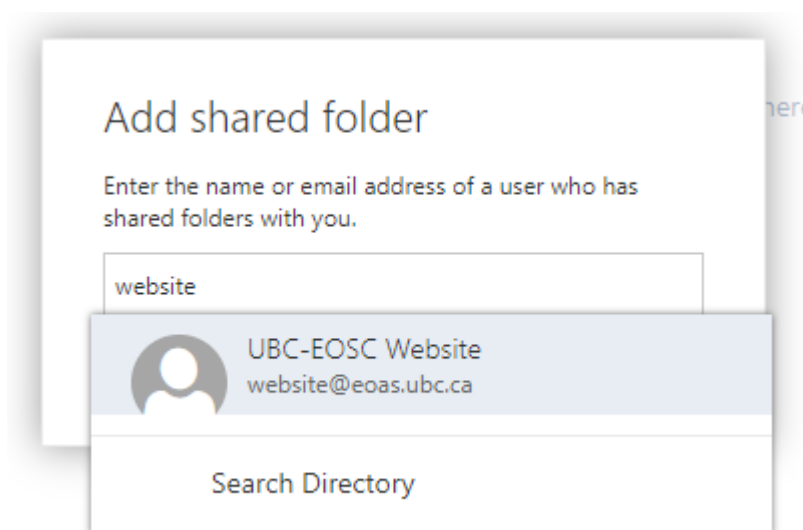 Add shared folder
Enter the name or email address of a user who has
shared folders with you.
website
UBC-EOSC Website
website@eoas.ubc.ca
Search Directory